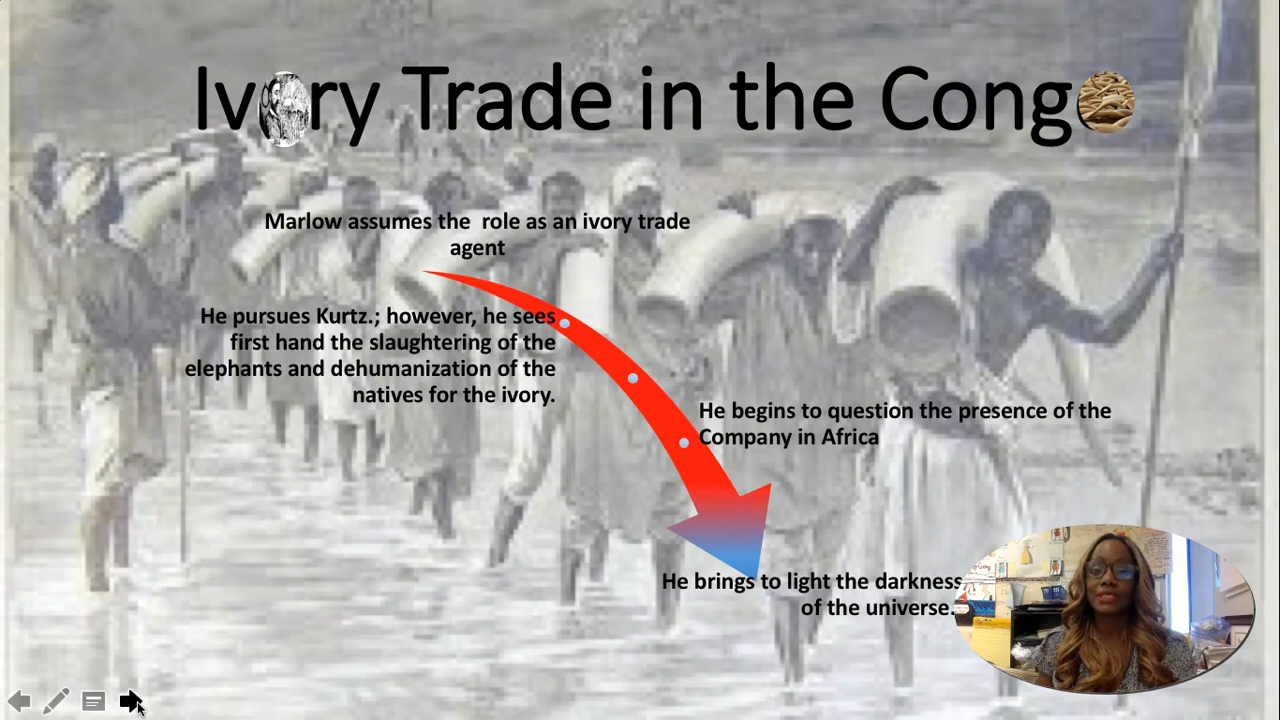 Ivory Trade in the Congo
Marlow assumes the  role as an ivory trade
agent
He pursues Kurtz.; however, he sees
first hand the slaughtering of the
elephants and dehumanization of the
natives for the ivory.
He begins to question the presence of the
Company in Africa
He brings to light the darkness
of the universe.